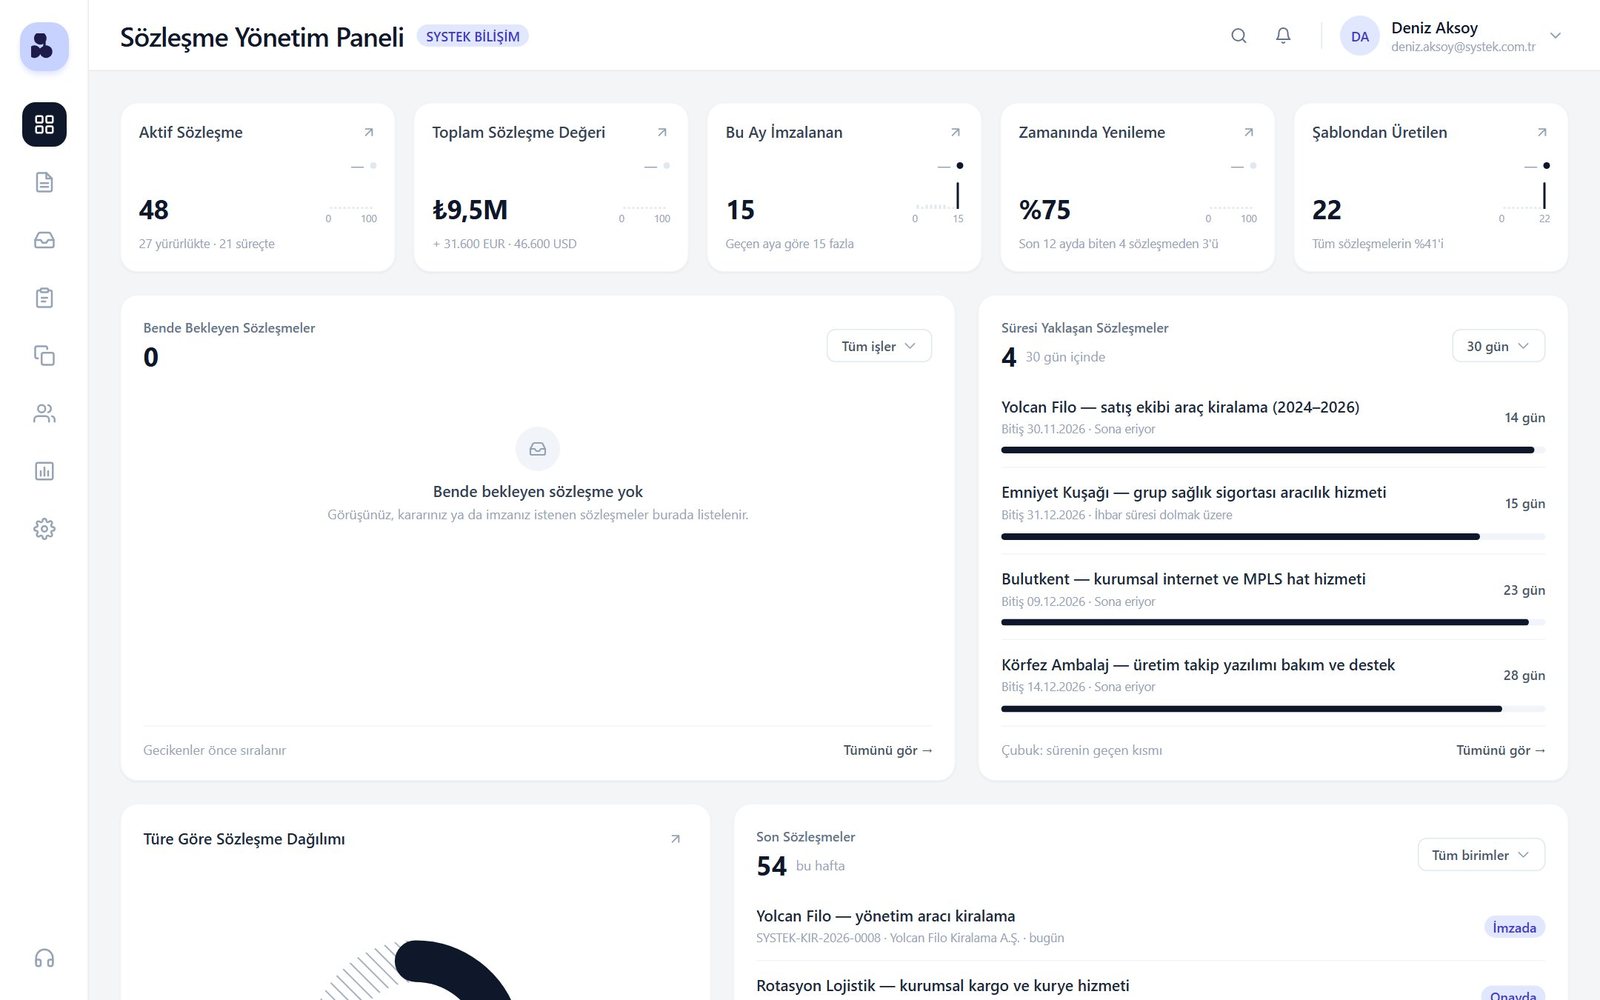 Sözleşme Yönetim Paneli
SYSTEK BİLİŞİM
DA
Deniz Aksoy
deniz.aksoy@systek.com.tr
Aktif Sözleşme
48
0 100
27 yürürlükte · 21 süreçte
Toplam Sözleşme Değeri
₺9,5M
0 100
+ 31.600 EUR · 46.600 USD
Bu Ay İmzalanan
15
0 15
Geçen aya göre 15 fazla
Zamanında Yenileme
%75
0 100
Son 12 ayda biten 4 sözleşmeden 3'ü
Şablondan Üretilen
22
0 22
Tüm sözleşmelerin %41'i
Bende Bekleyen Sözleşmeler
0
Tüm işler
Bende bekleyen sözleşme yok
Görüşünüz, kararınız ya da imzanız istenen sözleşmeler burada listelenir.
Gecikenler önce sıralanır
Tümünü gör →
Süresi Yaklaşan Sözleşmeler
4 30 gün içinde
30 gün
Yolcan Filo — satış ekibi araç kiralama (2024–2026)
Bitiş 30.11.2026 · Sona eriyor
14 gün
Emniyet Kuşağı — grup sağlık sigortası aracılık hizmeti
Bitiş 31.12.2026 · İhbar süresi dolmak üzere
15 gün
Bulutkent — kurumsal internet ve MPLS hat hizmeti
Bitiş 09.12.2026 · Sona eriyor
23 gün
Körfez Ambalaj — üretim takip yazılımı bakım ve destek
Bitiş 14.12.2026 · Sona eriyor
28 gün
Çubuk: sürenin geçen kısmı
Tümünü gör →
Türe Göre Sözleşme Dağılımı
Son Sözleşmeler
54 bu hafta
Tüm birimler
Yolcan Filo — yönetim aracı kiralama
SYSTEK-KIR-2026-0008 · Yolcan Filo Kiralama A.Ş. · bugün
İmzada
Rotasyon Lojistik — kurumsal kargo ve kurye hizmeti
Onayda